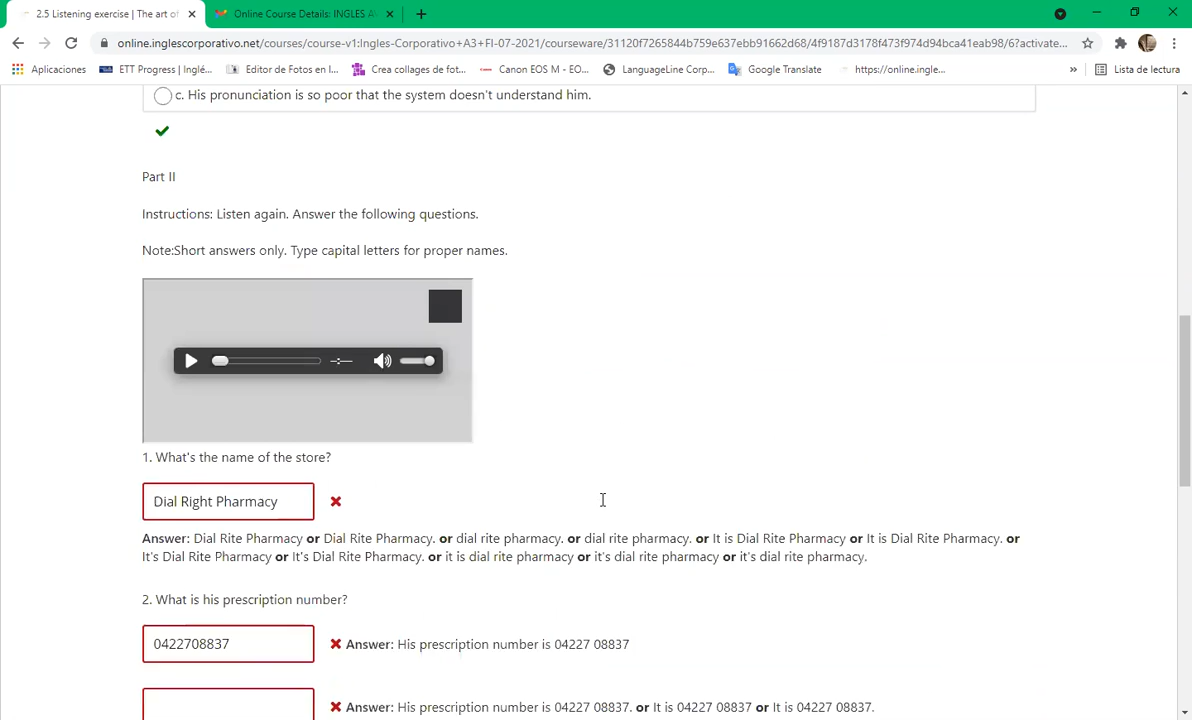 2.5 Listening exercise | The art of
Online Course Details: INGLES A
online.inglescorporativo.net/courses/course-v1:Ingles-Corporativo+A3+FI-07-2021/courseware/31120f7265844b759e637ebb91662d68/4f9187d3178f473f974d94bca41eab98/6?activate...
Aplicaciones
ETT Progress | Inglé...
Editor de Fotos en l...
Crea collages de fot...
Canon EOS M - EO...
LanguageLine Corp...
Google Translate
https://online.ingle...
»
Lista de lectura
c. His pronunciation is so poor that the system doesn't understand him.
Part II
Instructions: Listen again. Answer the following questions.
Note:Short answers only. Type capital letters for proper names.
1. What's the name of the store?
Dial Right Pharmacy
Answer: Dial Rite Pharmacy or Dial Rite Pharmacy. or dial rite pharmacy. or dial rite pharmacy. or It is Dial Rite Pharmacy or It is Dial Rite Pharmacy. or
It's Dial Rite Pharmacy or It's Dial Rite Pharmacy. or it is dial rite pharmacy or it's dial rite pharmacy or it's dial rite pharmacy.
2. What is his prescription number?
0422708837
Answer: His prescription number is 04227 08837
Answer: His prescription number is 04227 08837. or It is 04227 08837 or It is 04227 08837.